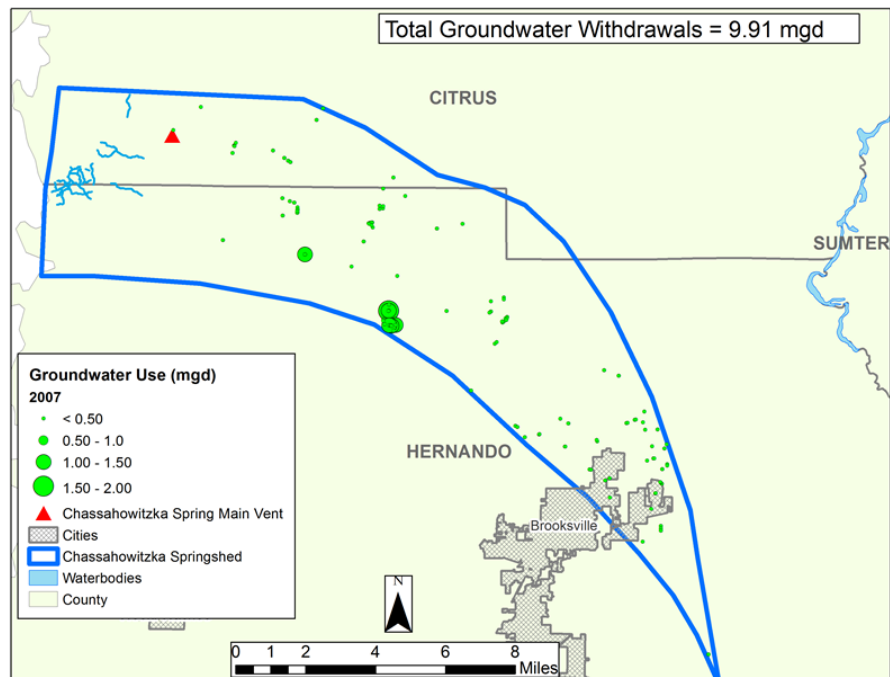 Total Groundwater Withdrawals = 9.91 mgd
CITRUS
SUMTER
HERNANDO
Brooksville
Groundwater Use (mgd)
2007
< 0.50
0.50 - 1.0
1.00 - 1.50
1.50 - 2.00
Chassahowitzka Spring Main Vent
Cities
Chassahowitzka Springshed
Waterbodies
County
N
0 1 2 4 6 8
Miles